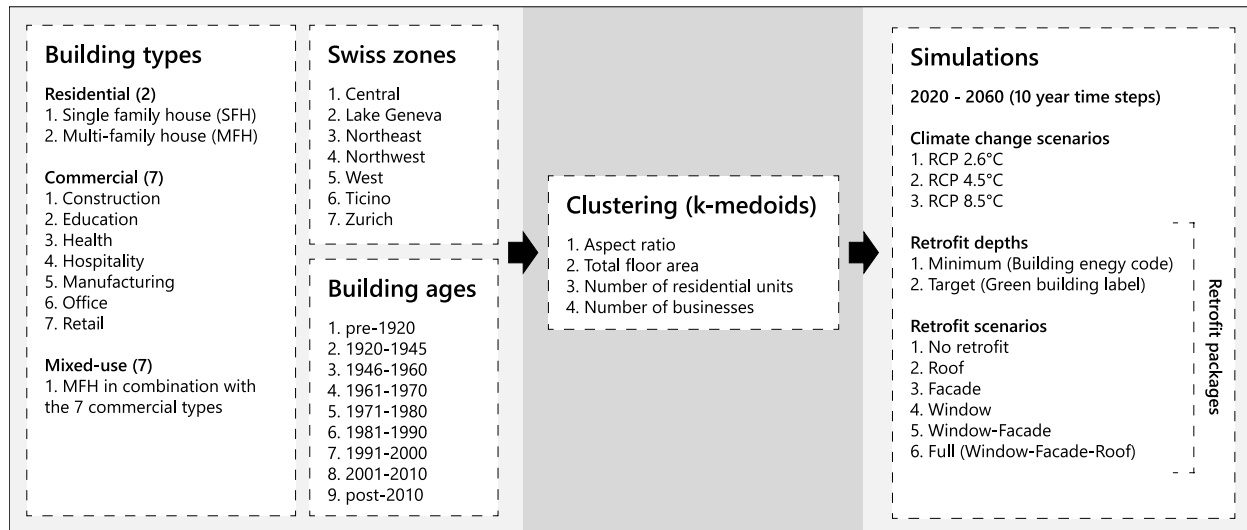 Building types
Residential (2)
1. Single family house (SFH)
2. Multi-family house (MFH)
Commercial (7)
1. Construction
2. Education
3. Health
4. Hospitality
5. Manufacturing
6. Office
7. Retail
Mixed-use (7)
1. MFH in combination with
the 7 commercial types
Swiss zones
1. Central
2. Lake Geneva
3. Northeast
4. Northwest
5. West
6. Ticino
7. Zurich
Building ages
1. pre-1920
2. 1920-1945
3. 1946-1960
4. 1961-1970
5. 1971-1980
6. 1981-1990
7. 1991-2000
8. 2001-2010
9. post-2010
Clustering (k-medoids)
1. Aspect ratio
2. Total floor area
3. Number of residential units
4. Number of businesses
Simulations
2020 - 2060 (10 year time steps)
Climate change scenarios
1. RCP 2.6°C
2. RCP 4.5°C
3. RCP 8.5°C
Retrofit depths
1. Minimum (Building enegy code)
2. Target (Green building label)
Retrofit scenarios
1. No retrofit
2. Roof
3. Facade
4. Window
5. Window-Facade
6. Full (Window-Facade-Roof)
Retrofit packages